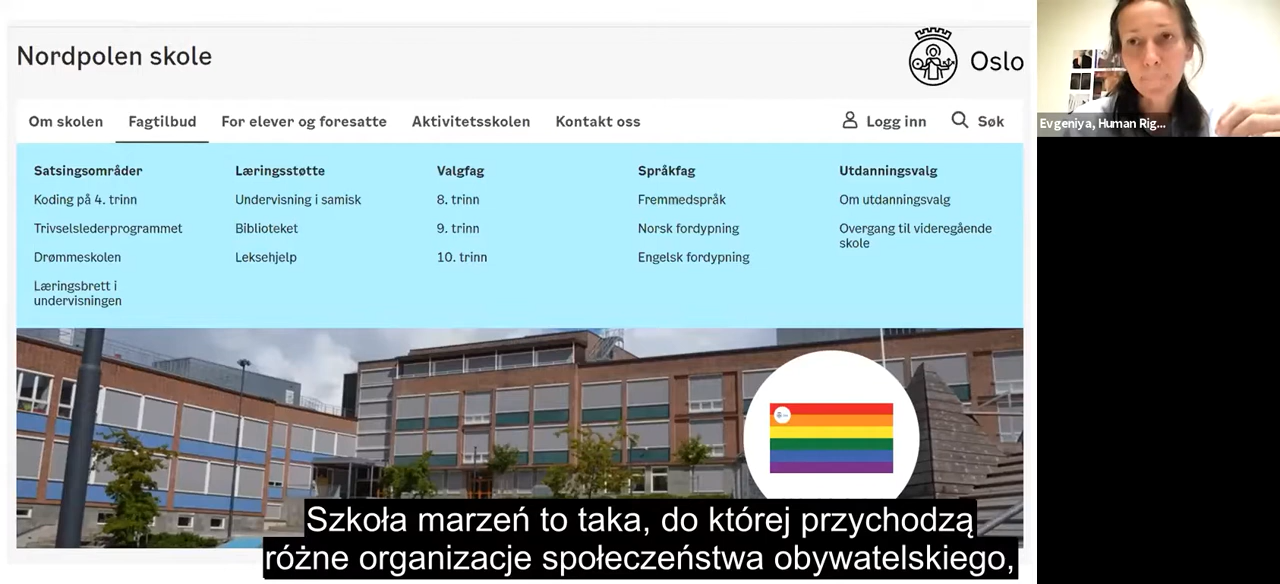 Nordpolen skole
Oslo
Om skolen
Fagtilbud
For elever og foresatte
Aktivitetsskolen
Kontakt oss
Logg inn
Søk
Satsingsområder
Koding på 4. trinn
Trivselslederprogrammet
Drømmeskolen
Læringsbrett i
undervisningen
Læringsstøtte
Undervisning i samisk
Biblioteket
Leksehjelp
Valgfag
8. trinn
9. trinn
10. trinn
Språkfag
Fremmedspråk
Norsk fordypning
Engelsk fordypning
Utdanningsvalg
Om utdanningsvalg
Overgang til videregående
skole
Evgeniya, Human Rig...
Szkoła marzeń to taka, do której przychodzą
różne organizacje społeczeństwa obywatelskiego,